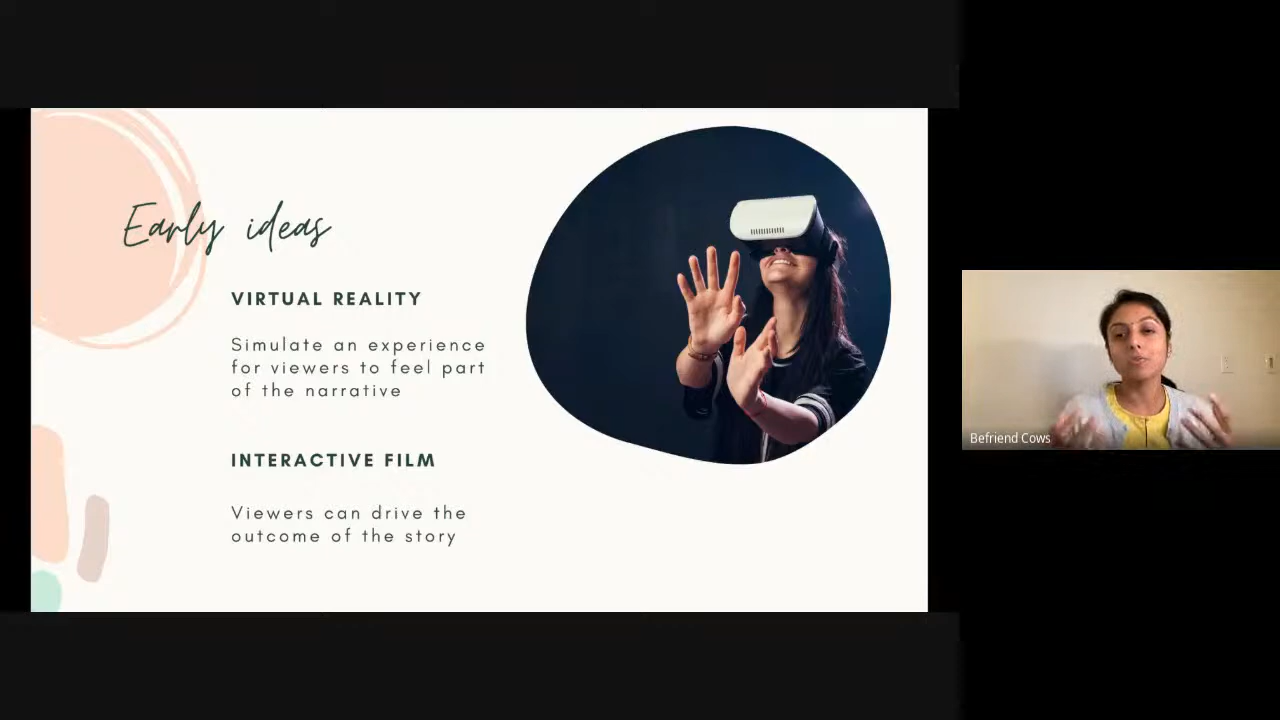 Early ideas
VIRTUAL REALITY
Simulate an experience
for viewers to feel part
of the narrative
INTERACTIVE FILM
Viewers can drive the
outcome of the story
Befriend Cows